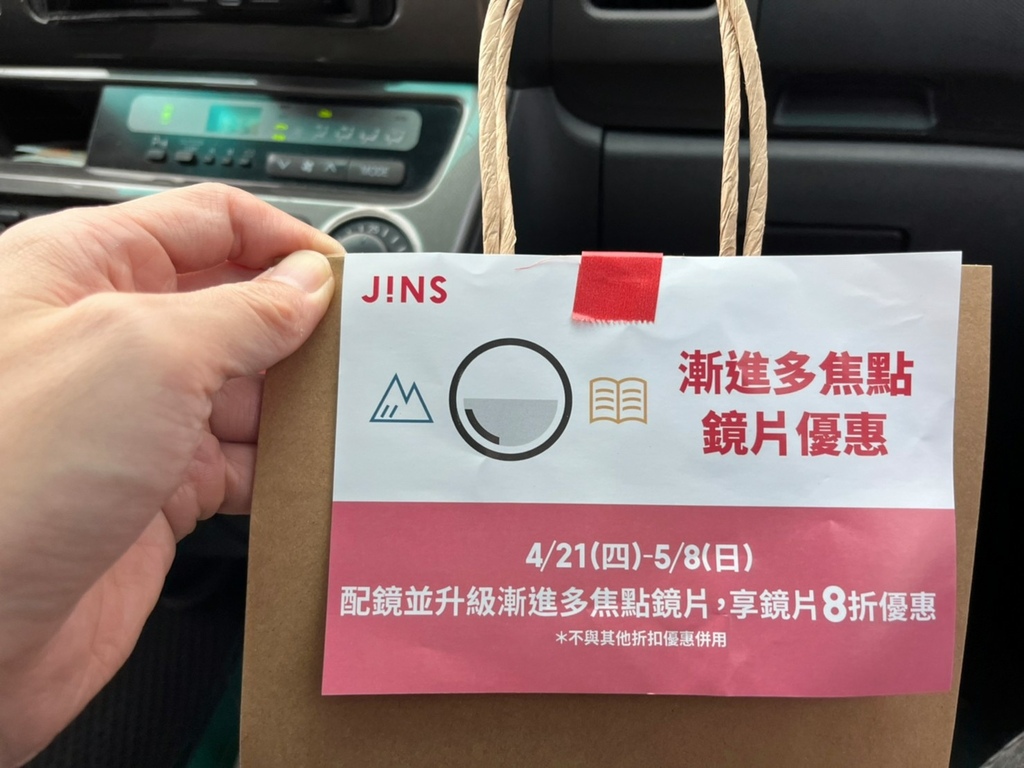 MODE
J!NS
漸進多焦點
鏡片優惠
4/21(四)-5/8(日)
配鏡並升級漸進多焦點鏡片，享鏡片8折優惠
＊不與其他折扣優惠併用